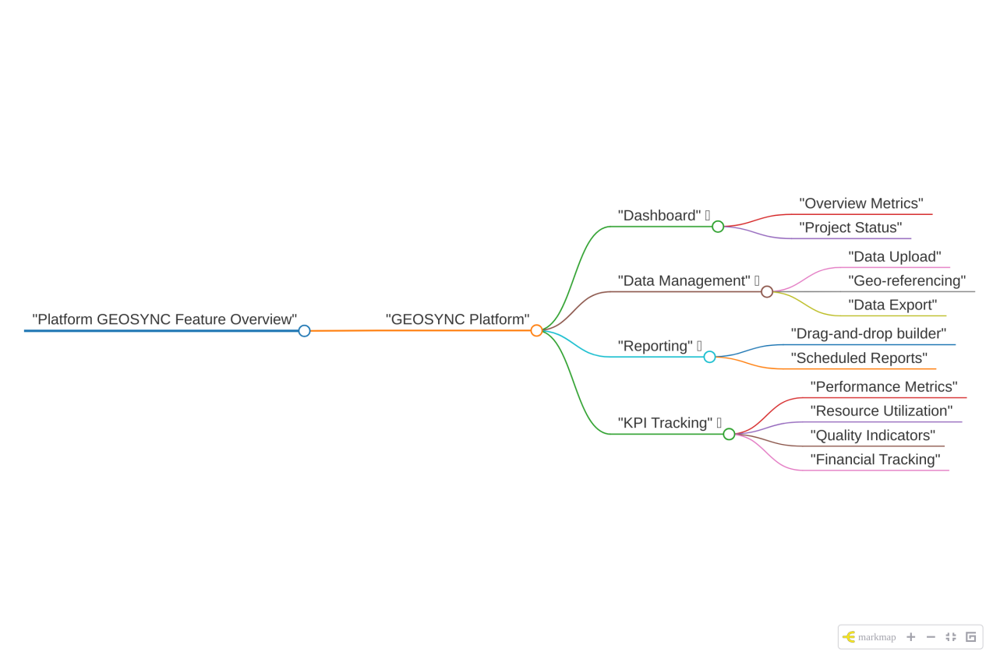 "Platform GEOSYNC Feature Overview"
"GEOSYNC Platform"
"Dashboard"
"Overview Metrics"
"Project Status"
"Data Management"
"Data Upload"
"Geo-referencing"
"Data Export"
"Reporting"
"Drag-and-drop builder"
"Scheduled Reports"
"KPI Tracking"
"Performance Metrics"
"Resource Utilization"
"Quality Indicators"
"Financial Tracking"
markmap